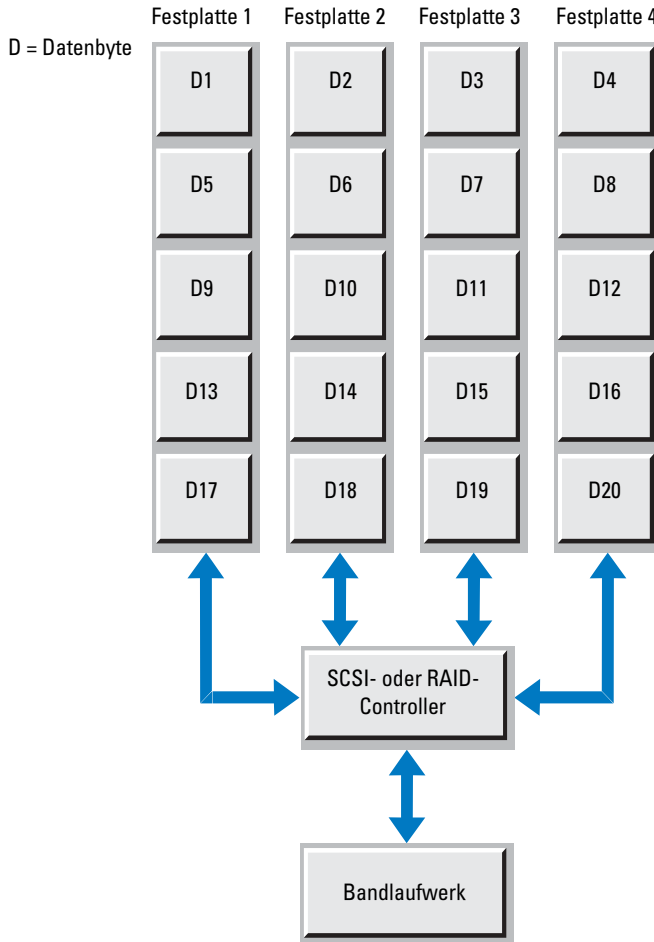 Festplatte 1 Festplatte 2 Festplatte 3 Festplatte 4
D = Datenbyte
D1 D2 D3 D4
D5 D6 D7 D8
D9 D10 D11 D12
D13 D14 D15 D16
D17 D18 D19 D20
SCSI- oder RAID-
Controller
Bandlaufwerk